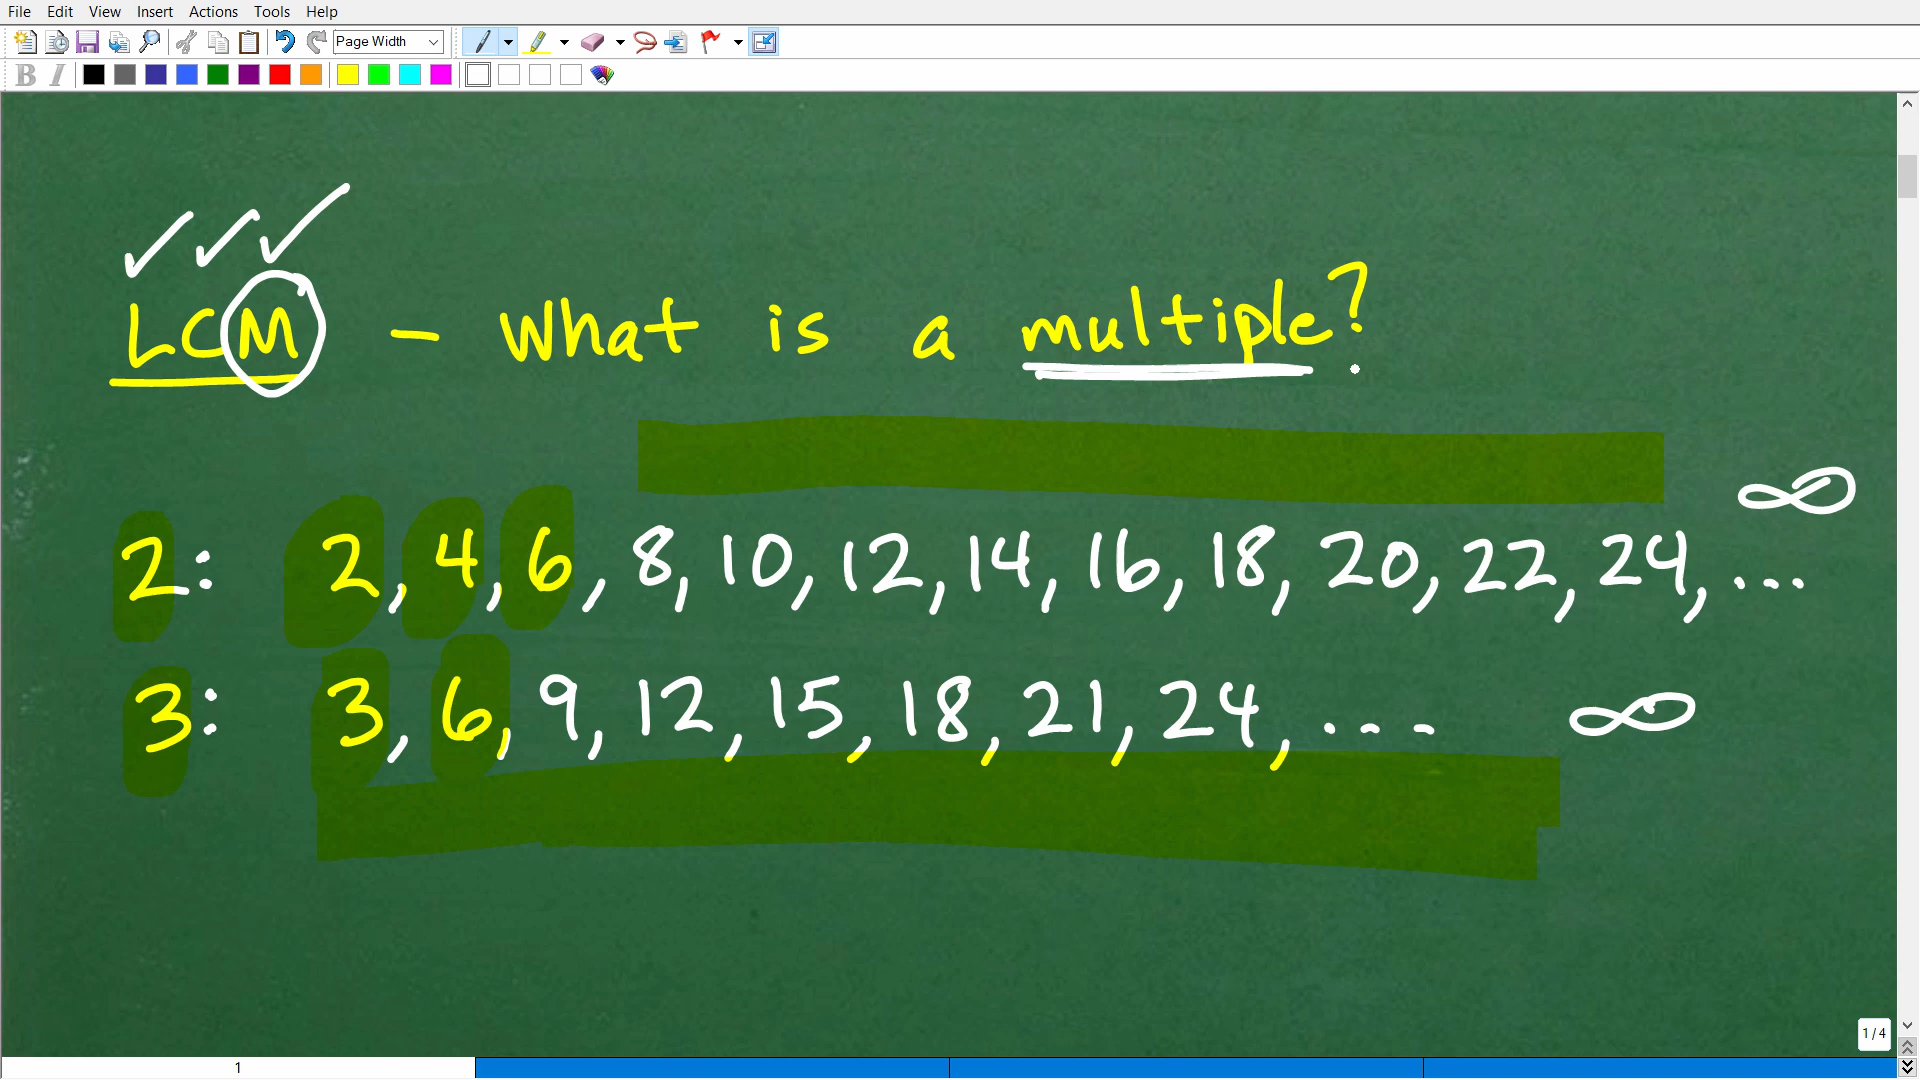 File Edit View Insert Actions Tools Help
Page Width
B I
LCM - What is a multiple?
∞
2: 2, 4, 6, 8, 10, 12, 14, 16, 18, 20, 22, 24, ...
3: 3, 6, 9, 12, 15, 18, 21, 24, ... ∞
1 / 4
1